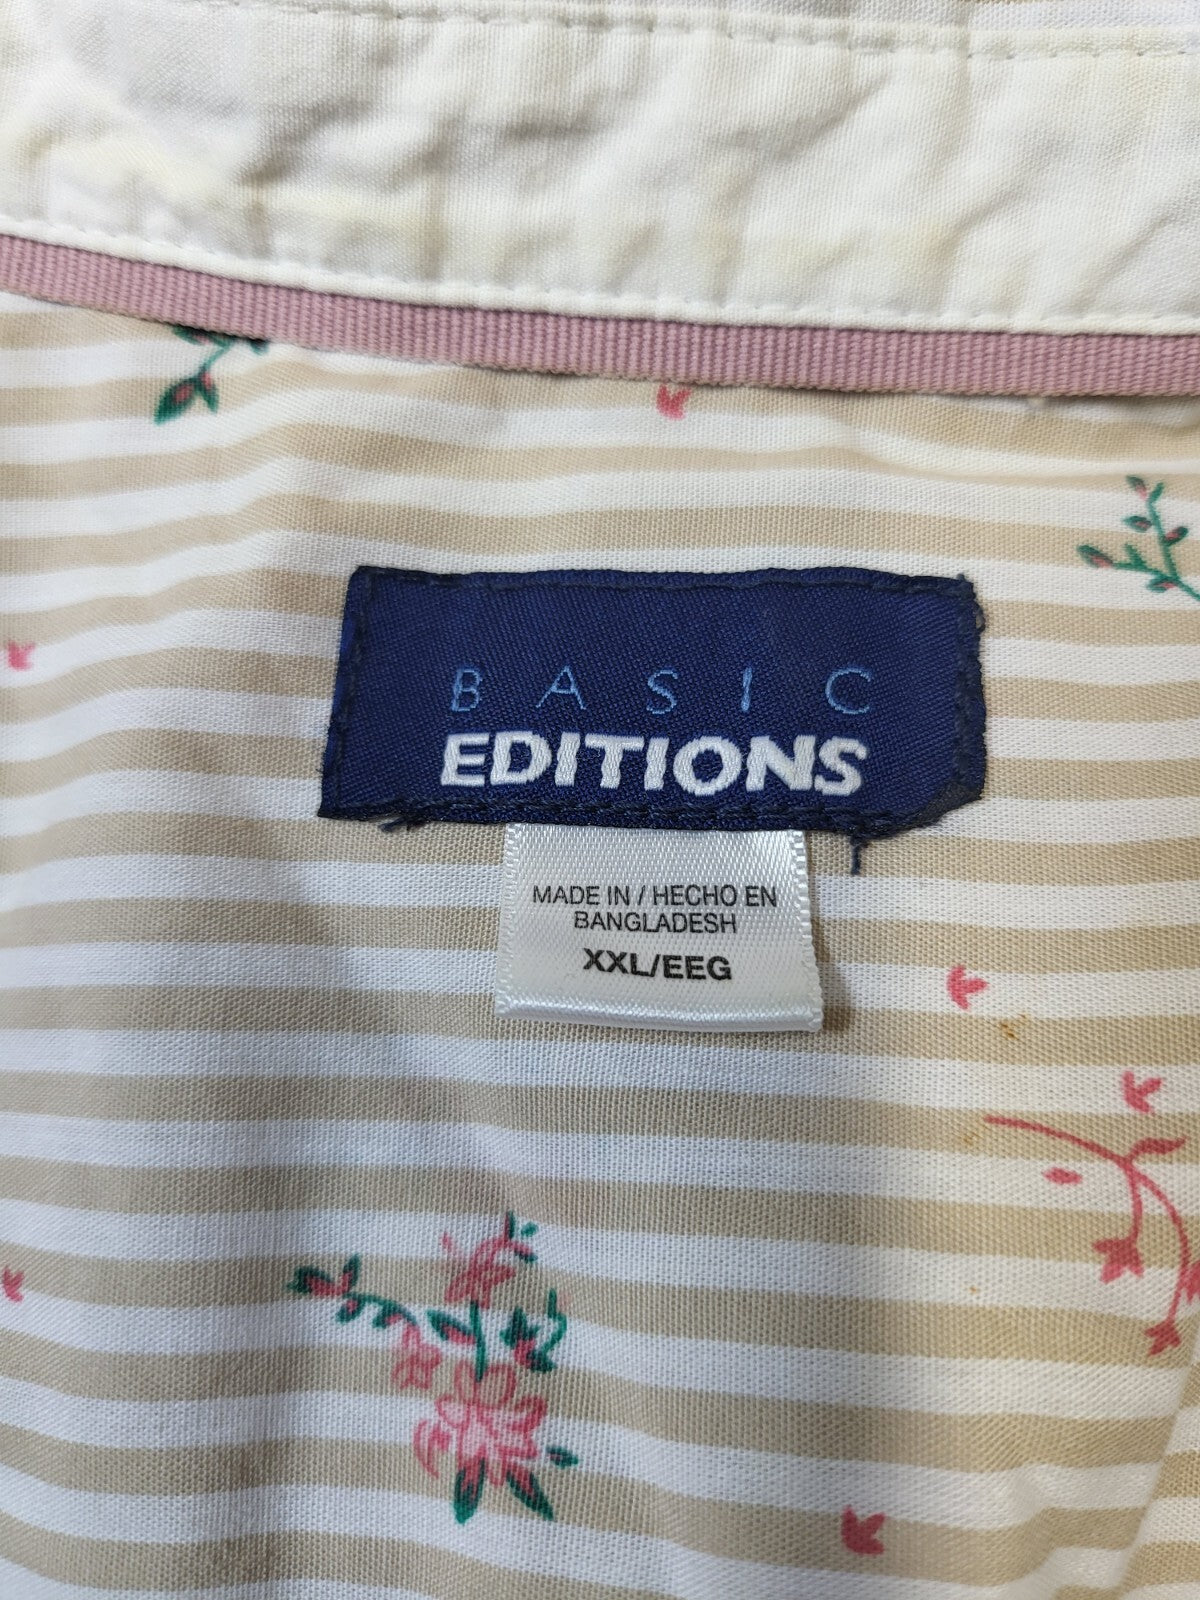 BASIC
EDITIONS
MADE IN / HECHO EN
BANGLADESH
XXL/EEG